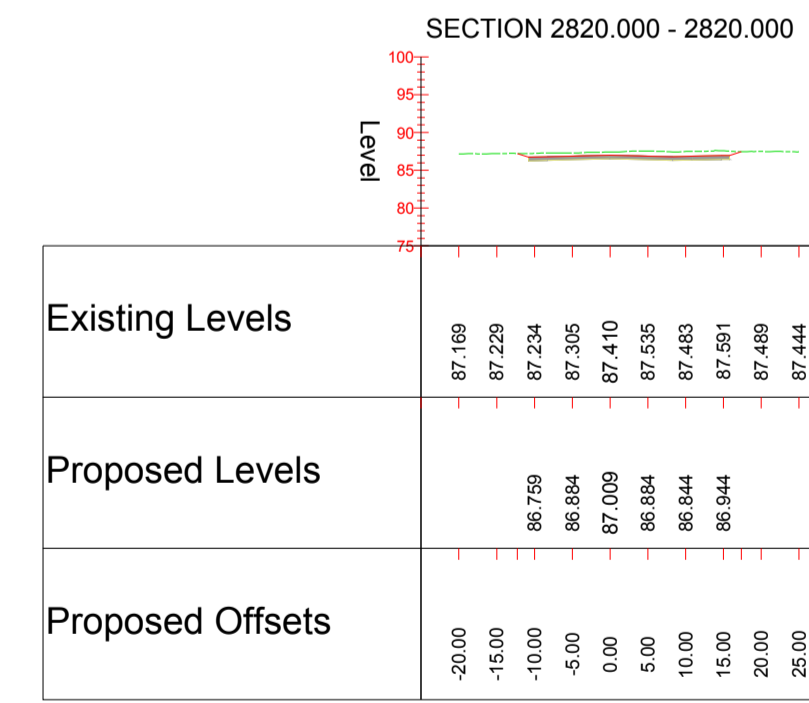 SECTION 2820.000 - 2820.000
100
95
90
85
80
75
Level
Existing Levels
87.169 87.229 87.234 87.305 87.410 87.535 87.483 87.591 87.489 87.444
Proposed Levels
86.759 86.884 87.009 86.884 86.844 86.944
Proposed Offsets
-20.00 -15.00 -10.00 -5.00 0.00 5.00 10.00 15.00 20.00 25.00